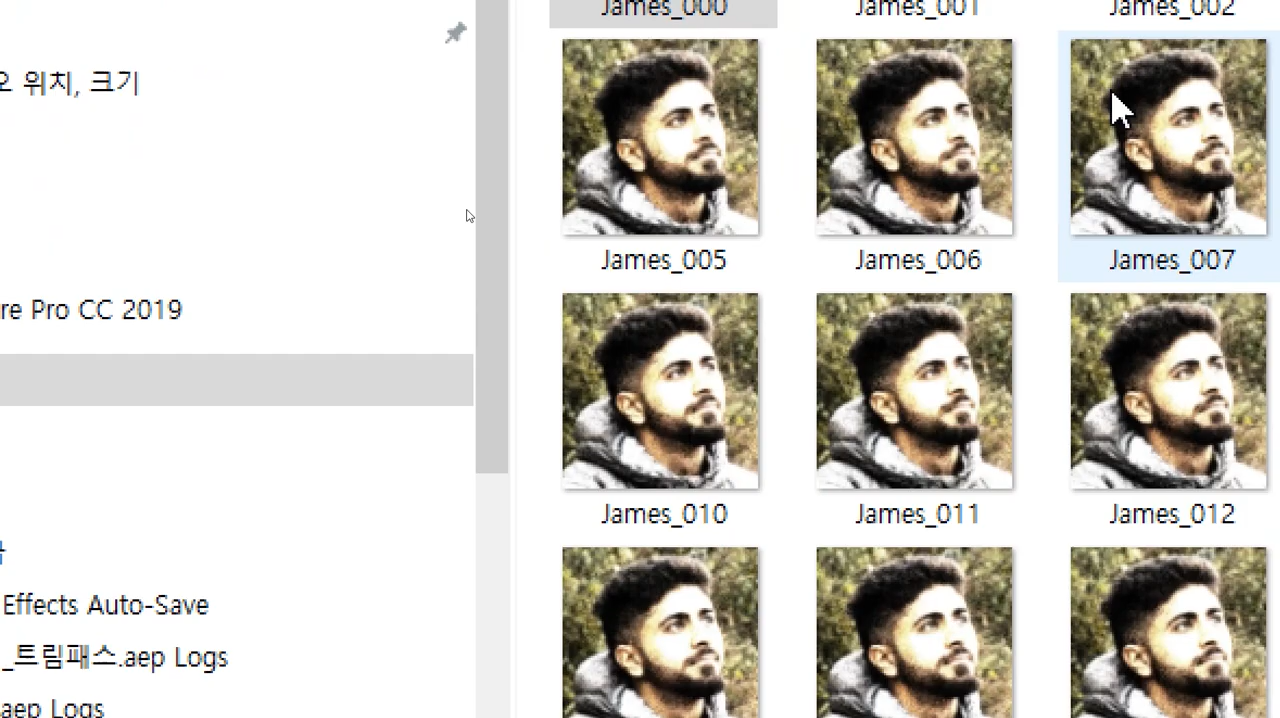 James_000
James_001
James_002
위치, 크기
James_005
James_006
James_007
re Pro CC 2019
James_010
James_011
James_012
Effects Auto-Save
_트림패스.aep Logs
aep Logs